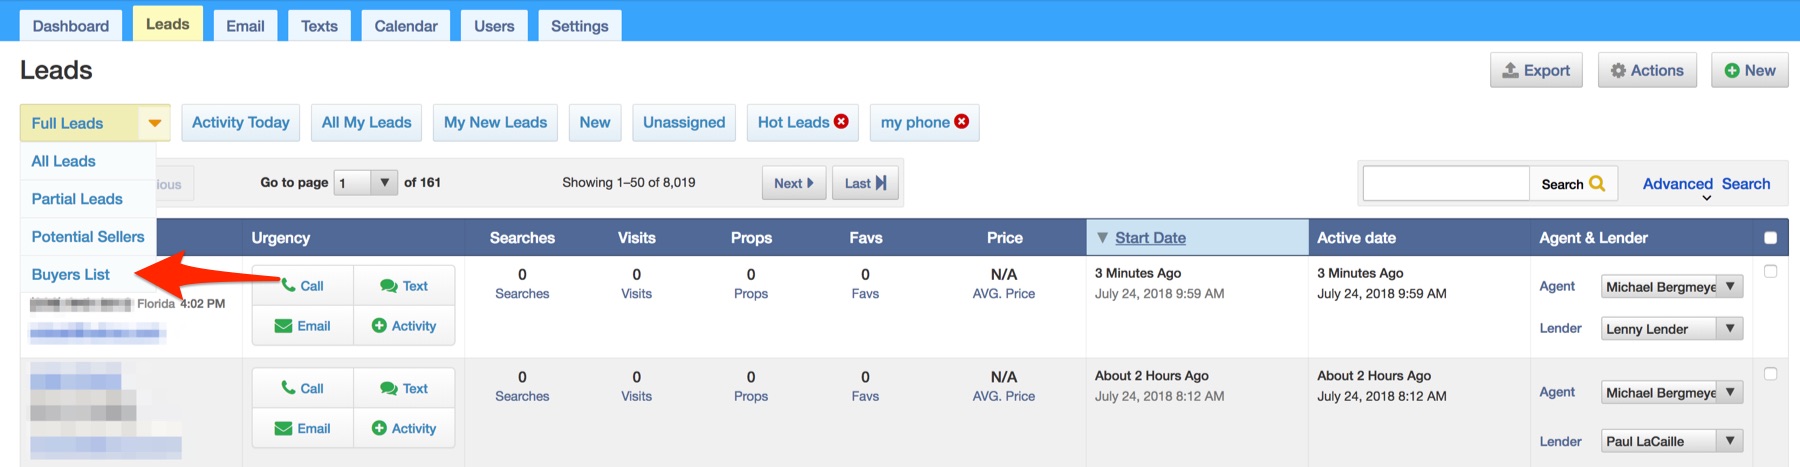 Dashboard Leads Email Texts Calendar Users Settings
Leads
Export Actions New
Full Leads Activity Today All My Leads My New Leads New Unassigned Hot Leads my phone
All Leads
Partial Leads
Potential Sellers
Buyers List
ious Go to page 1 of 161 Showing 1–50 of 8,019 Next Last Search Advanced Search
Urgency Searches Visits Props Favs Price Start Date Active date Agent & Lender
Call Text 0 0 0 0 N/A 3 Minutes Ago 3 Minutes Ago Agent Michael Bergmeye
Searches Visits Props Favs AVG. Price July 24, 2018 9:59 AM July 24, 2018 9:59 AM
Florida 4:02 PM
Email Activity Lender Lenny Lender
Call Text 0 0 0 0 N/A About 2 Hours Ago About 2 Hours Ago Agent Michael Bergmeye
Searches Visits Props Favs AVG. Price July 24, 2018 8:12 AM July 24, 2018 8:12 AM
Email Activity Lender Paul LaCaille